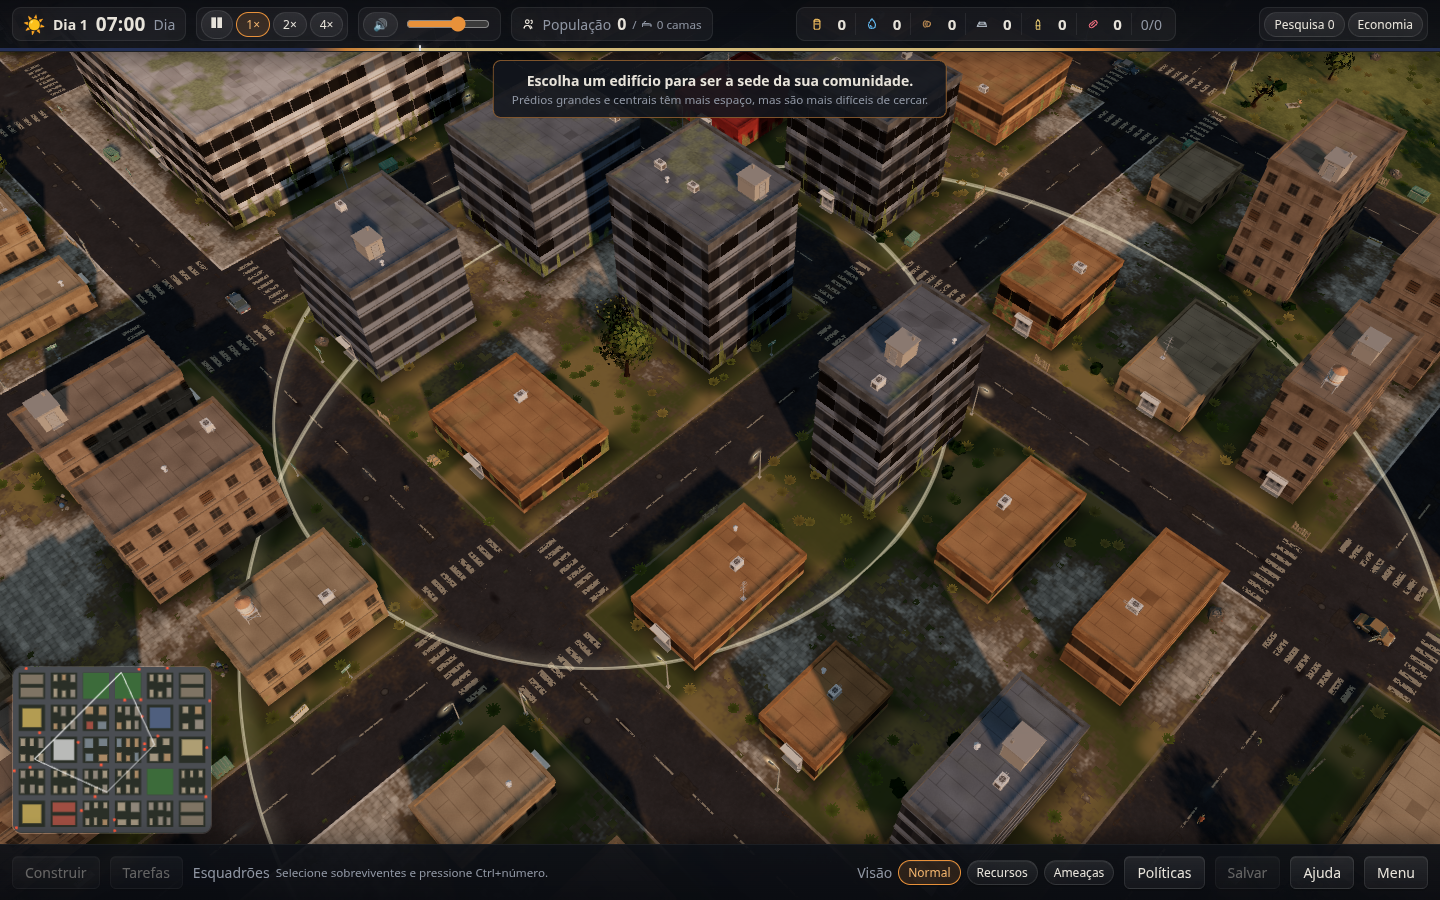 Dia 1 07:00 Dia
1× 2× 4×
População 0 / 0 camas
0 0 0 0 0 0 0/0
Pesquisa 0 Economia
Escolha um edifício para ser a sede da sua comunidade.
Prédios grandes e centrais têm mais espaço, mas são mais difíceis de cercar.
Construir Tarefas Esquadrões Selecione sobreviventes e pressione Ctrl+número.
Visão Normal Recursos Ameaças Políticas Salvar Ajuda Menu